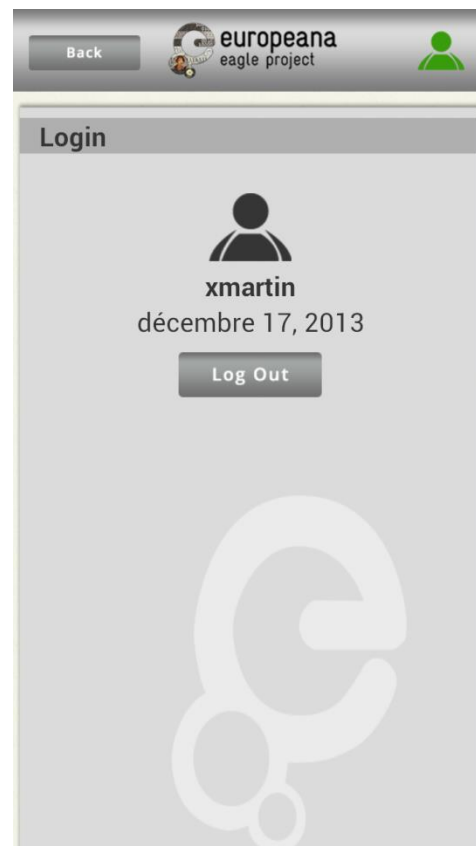 Back
europeana
eagle project
Login
xmartin
décembre 17, 2013
Log Out